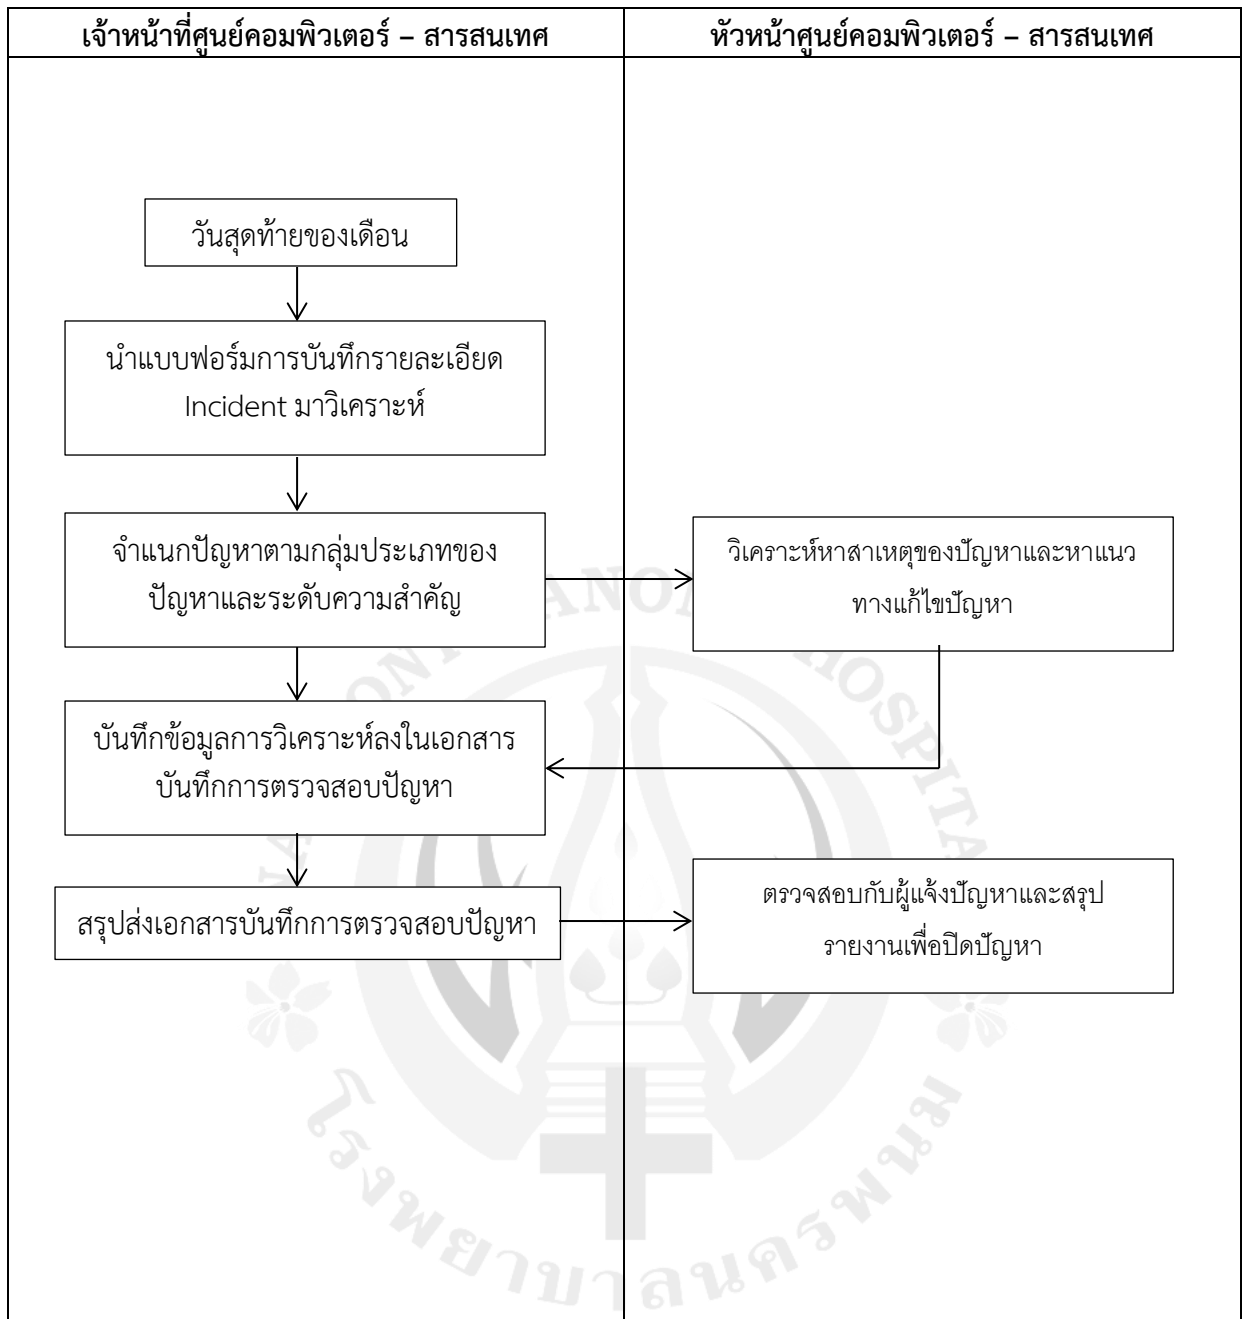 เจ้าหน้าที่ศูนย์คอมพิวเตอร์ – สารสนเทศ
หัวหน้าศูนย์คอมพิวเตอร์ – สารสนเทศ
วันสุดท้ายของเดือน
นำแบบฟอร์มการบันทึกรายละเอียด
Incident มาวิเคราะห์
จำแนกปัญหาตามกลุ่มประเภทของ
ปัญหาและระดับความสำคัญ
วิเคราะห์หาสาเหตุของปัญหาและหาแนว
ทางแก้ไขปัญหา
บันทึกข้อมูลการวิเคราะห์ลงในเอกสาร
บันทึกการตรวจสอบปัญหา
สรุปส่งเอกสารบันทึกการตรวจสอบปัญหา
ตรวจสอบกับผู้แจ้งปัญหาและสรุป
รายงานเพื่อปิดปัญหา
โรงพยาบาลนครพนม